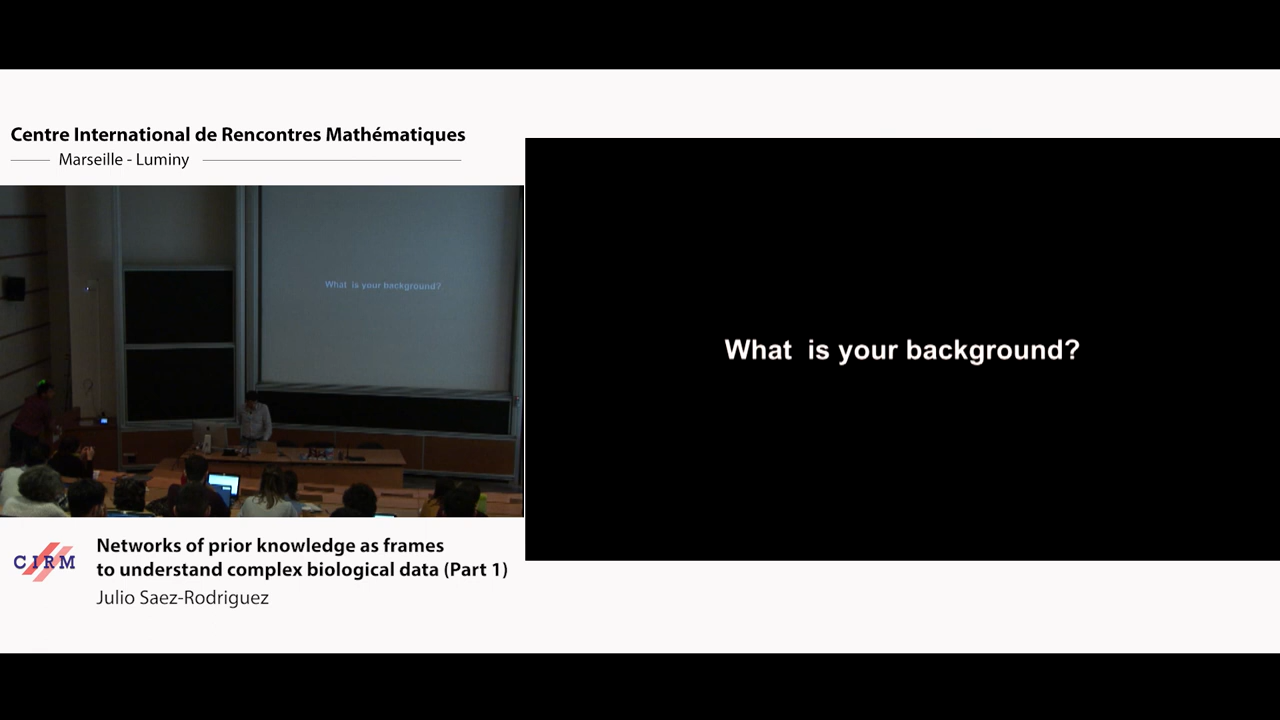 Centre International de Rencontres Mathématiques
Marseille - Luminy
What is your background?
What is your background?
CIRM
Networks of prior knowledge as frames
to understand complex biological data (Part 1)
Julio Saez-Rodriguez